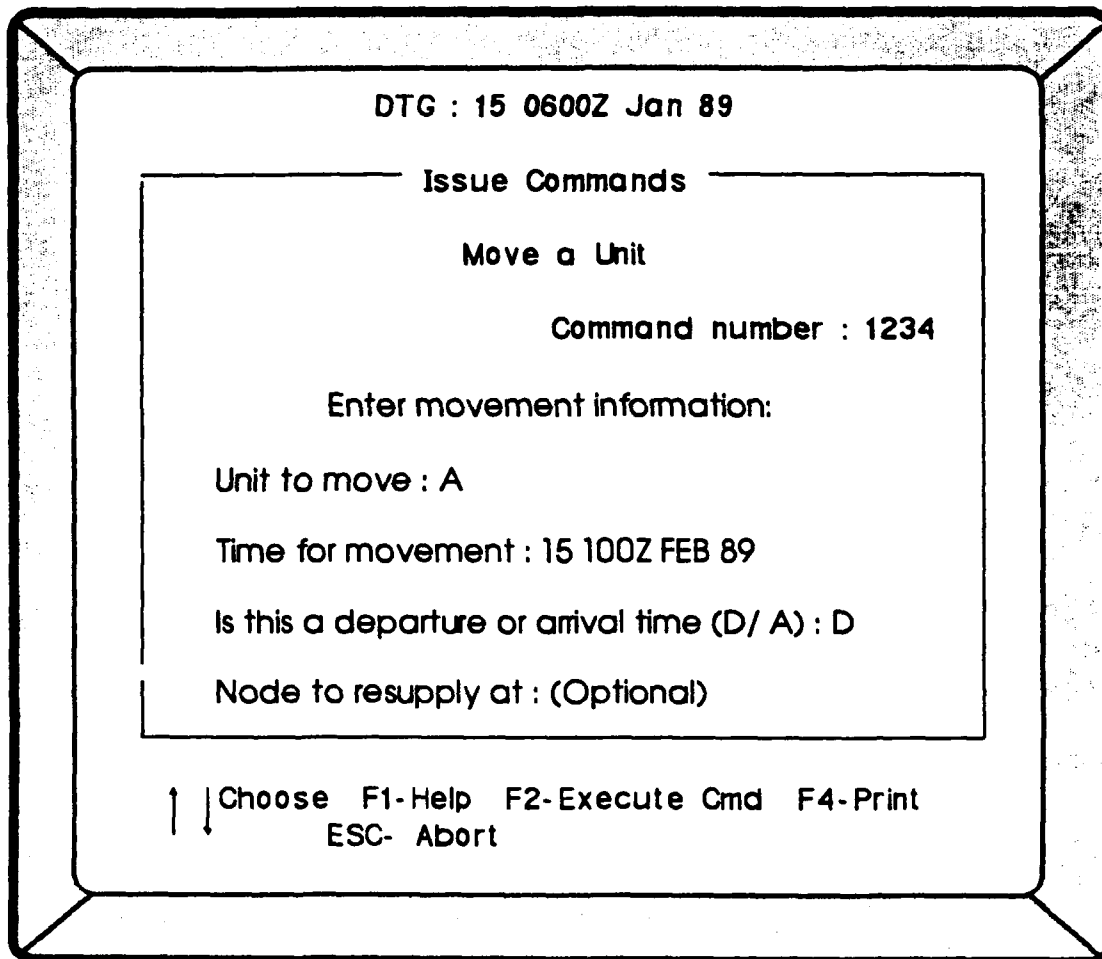 DTG : 15 0600Z Jan 89
Issue Commands
Move a Unit
Command number : 1234
Enter movement information:
Unit to move : A
Time for movement : 15 100Z FEB 89
Is this a departure or arrival time (D/ A) : D
Node to resupply at : (Optional)
↑ ↓ Choose F1-Help F2-Execute Cmd F4-Print
ESC- Abort